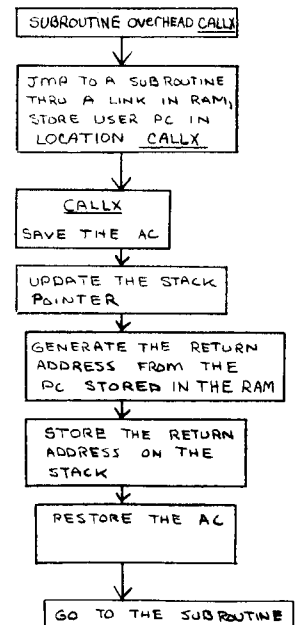 SUBROUTINE OVERHEAD CALLX
JMP TO A SUBROUTINE
THRU A LINK IN RAM,
STORE USER PC IN
LOCATION CALLX
CALLX
SAVE THE AC
UPDATE THE STACK
POINTER
GENERATE THE RETURN
ADDRESS FROM THE
PC STORED IN THE RAM
STORE THE RETURN
ADDRESS ON THE
STACK
RESTORE THE AC
GO TO THE SUBROUTINE